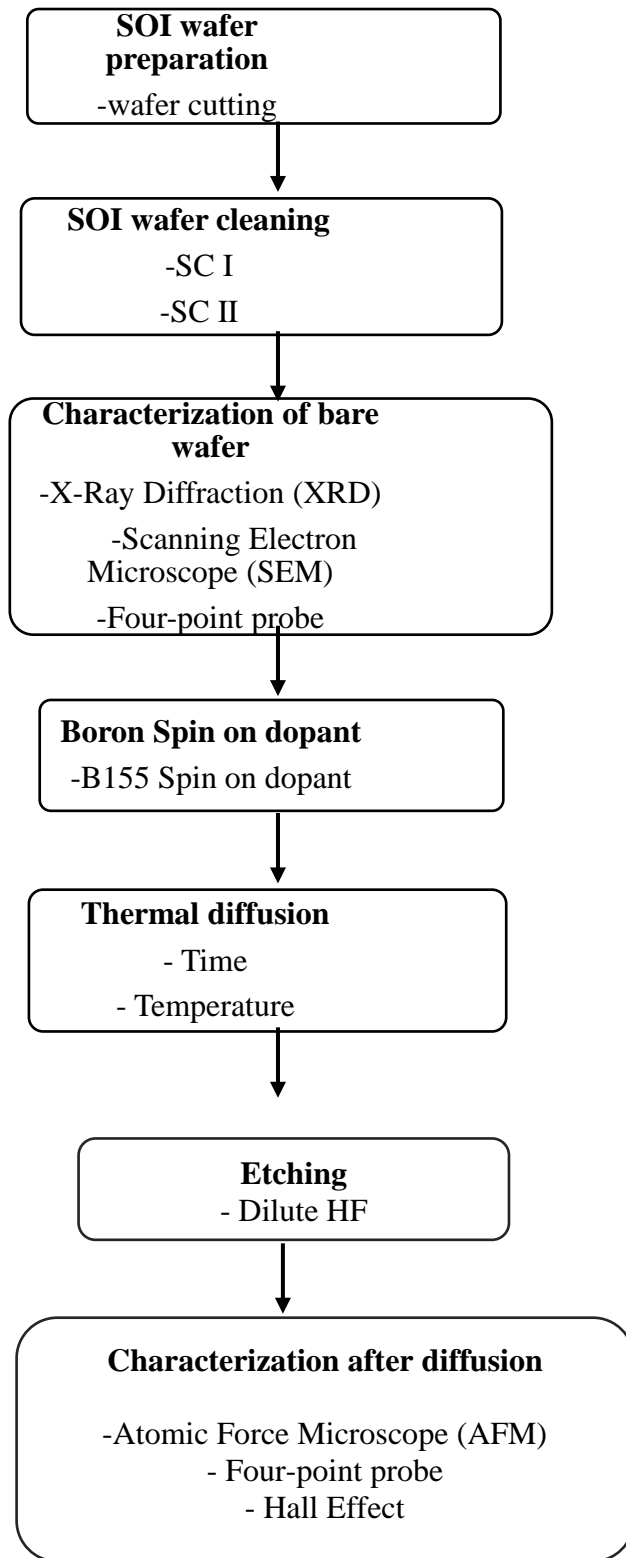 SOI wafer
preparation
-wafer cutting
SOI wafer cleaning
-SC I
-SC II
Characterization of bare
wafer
-X-Ray Diffraction (XRD)
-Scanning Electron
Microscope (SEM)
-Four-point probe
Boron Spin on dopant
-B155 Spin on dopant
Thermal diffusion
- Time
- Temperature
Etching
- Dilute HF
Characterization after diffusion
-Atomic Force Microscope (AFM)
- Four-point probe
- Hall Effect